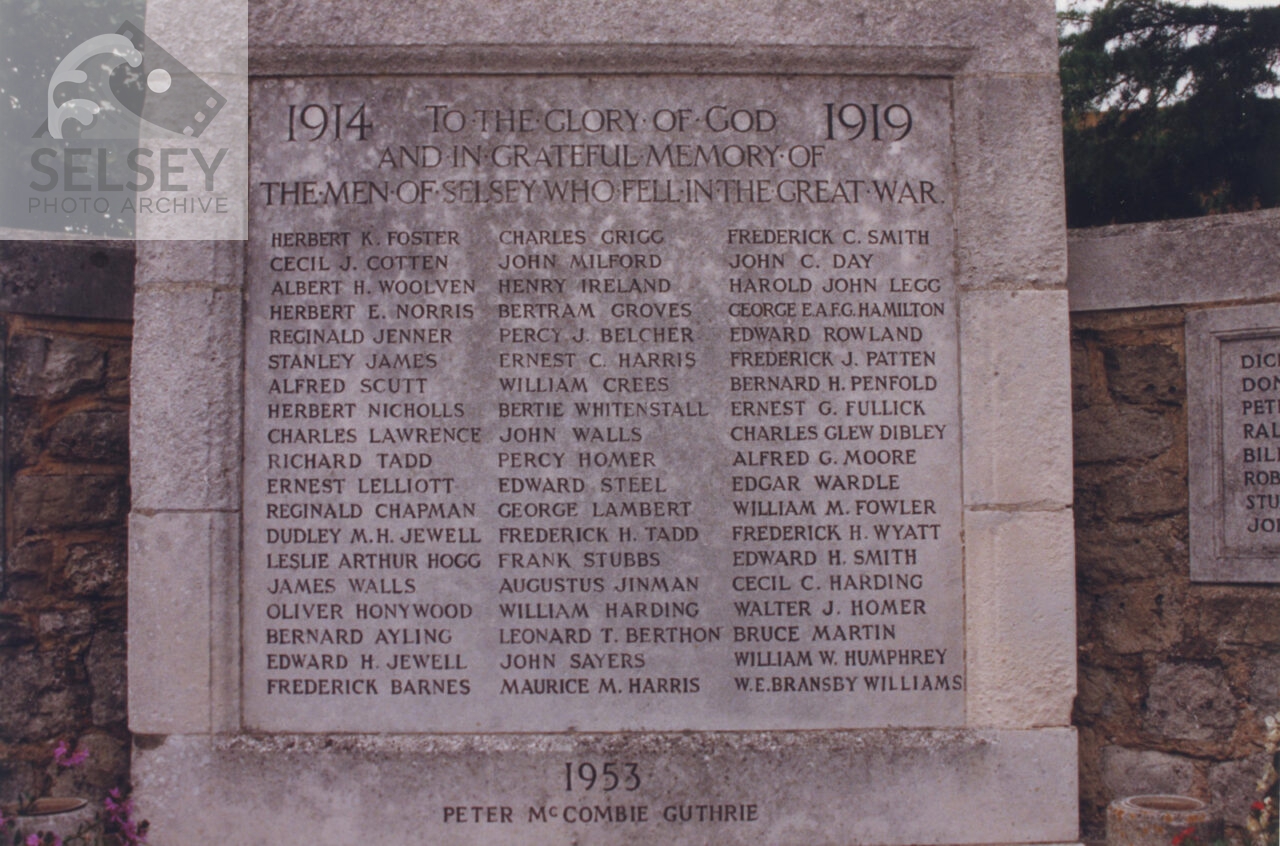 SELSEY
PHOTO ARCHIVE
1914 TO·THE·GLORY·OF·GOD 1919
AND·IN·GRATEFUL·MEMORY·OF
THE·MEN·OF·SELSEY·WHO·FELL·IN·THE·GREAT·WAR.
HERBERT K. FOSTER
CECIL J. COTTEN
ALBERT H. WOOLVEN
HERBERT E. NORRIS
REGINALD JENNER
STANLEY JAMES
ALFRED SCUTT
HERBERT NICHOLLS
CHARLES LAWRENCE
RICHARD TADD
ERNEST LELLIOTT
REGINALD CHAPMAN
DUDLEY M.H. JEWELL
LESLIE ARTHUR HOGG
JAMES WALLS
OLIVER HONYWOOD
BERNARD AYLING
EDWARD H. JEWELL
FREDERICK BARNES
CHARLES GRIGG
JOHN MILFORD
HENRY IRELAND
BERTRAM GROVES
PERCY J. BELCHER
ERNEST C. HARRIS
WILLIAM CREES
BERTIE WHITENSTALL
JOHN WALLS
PERCY HOMER
EDWARD STEEL
GEORGE LAMBERT
FREDERICK H. TADD
FRANK STUBBS
AUGUSTUS JINMAN
WILLIAM HARDING
LEONARD T. BERTHON
JOHN SAYERS
MAURICE M. HARRIS
FREDERICK C. SMITH
JOHN C. DAY
HAROLD JOHN LEGG
GEORGE E.A.F.G. HAMILTON
EDWARD ROWLAND
FREDERICK J. PATTEN
BERNARD H. PENFOLD
ERNEST G. FULLICK
CHARLES GLEW DIBLEY
ALFRED G. MOORE
EDGAR WARDLE
WILLIAM M. FOWLER
FREDERICK H. WYATT
EDWARD H. SMITH
CECIL C. HARDING
WALTER J. HOMER
BRUCE MARTIN
WILLIAM W. HUMPHREY
W.E. BRANSBY WILLIAMS
1953
PETER McCOMBIE GUTHRIE